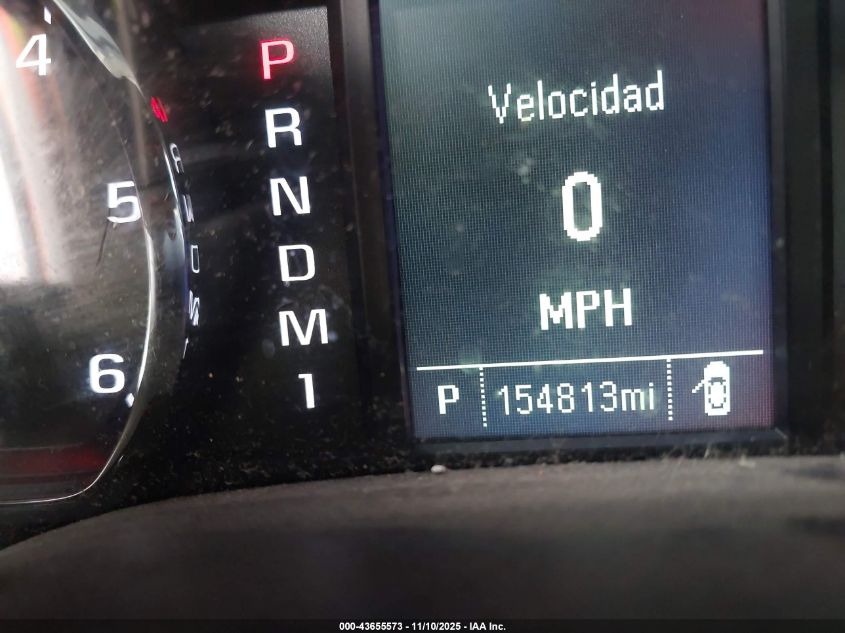 4
5
6
P
R
N
D
M
1
Velocidad
0
MPH
P 154813mi
000-43655573 - 11/10/2025 - IAA Inc.